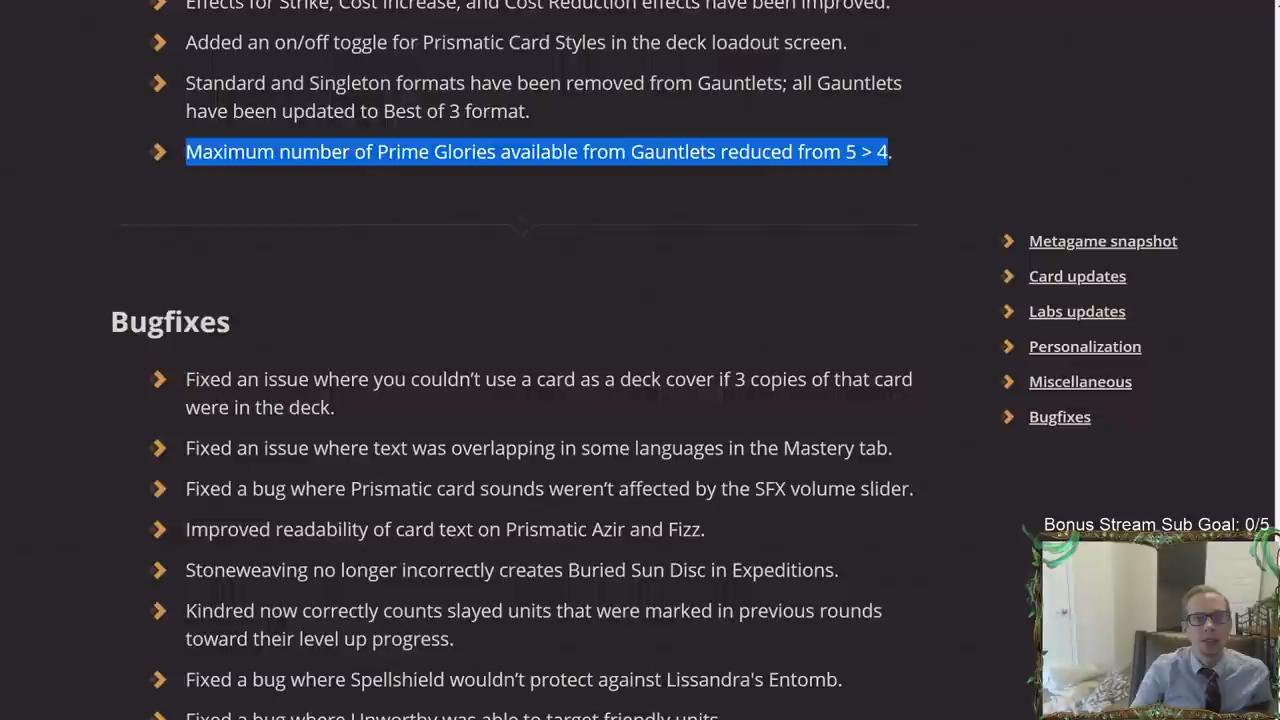 Effects for Strike, Cost Increase, and Cost Reduction effects have been improved.
Added an on/off toggle for Prismatic Card Styles in the deck loadout screen.
Standard and Singleton formats have been removed from Gauntlets; all Gauntlets
have been updated to Best of 3 format.
Maximum number of Prime Glories available from Gauntlets reduced from 5 > 4.
Metagame snapshot
Card updates
Labs updates
Personalization
Miscellaneous
Bugfixes
Bugfixes
Fixed an issue where you couldn’t use a card as a deck cover if 3 copies of that card
were in the deck.
Fixed an issue where text was overlapping in some languages in the Mastery tab.
Fixed a bug where Prismatic card sounds weren’t affected by the SFX volume slider.
Improved readability of card text on Prismatic Azir and Fizz.
Stoneweaving no longer incorrectly creates Buried Sun Disc in Expeditions.
Kindred now correctly counts slayed units that were marked in previous rounds
toward their level up progress.
Fixed a bug where Spellshield wouldn’t protect against Lissandra's Entomb.
Fixed a bug where Unworthy was able to target friendly units.
Bonus Stream Sub Goal: 0/5